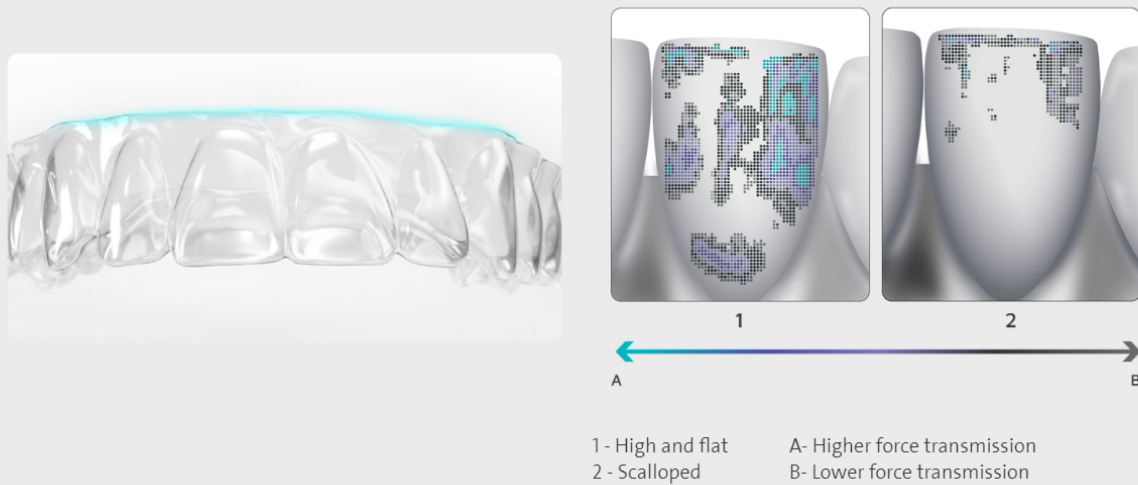 1
2
A
B
1 - High and flat
A- Higher force transmission
2 - Scalloped
B- Lower force transmission